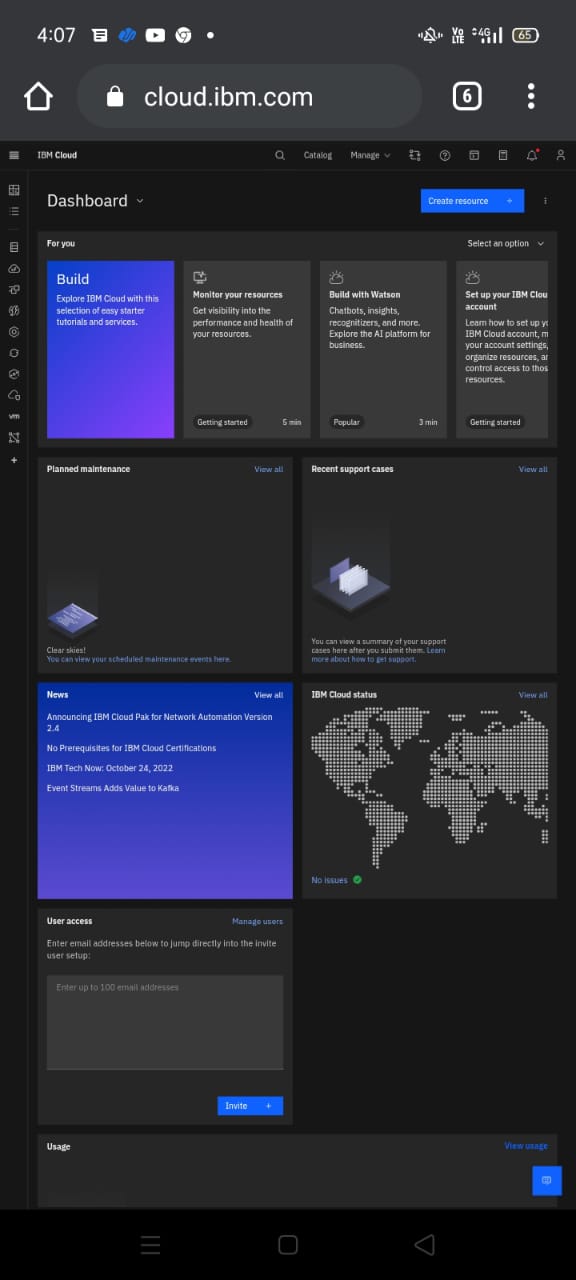 4:07
Vo LTE
4G
65
cloud.ibm.com
6
IBM Cloud
Catalog
Manage
Dashboard
Create resource +
For you
Select an option
Build
Explore IBM Cloud with this
selection of easy starter
tutorials and services.
Monitor your resources
Get visibility into the
performance and health of
your resources.
Getting started
5 min
Build with Watson
Chatbots, insights,
recognitizers, and more.
Explore the AI platform for
business.
Popular
3 min
Set up your IBM Clou
account
Learn how to set up yo
IBM Cloud account, m
your account settings,
organize resources, an
control access to thos
resources.
Getting started
vm
+
Planned maintenance
View all
Clear skies!
You can view your scheduled maintenance events here.
Recent support cases
View all
You can view a summary of your support
cases here after you submit them. Learn
more about how to get support.
News
View all
Announcing IBM Cloud Pak for Network Automation Version
2.4
No Prerequisites for IBM Cloud Certifications
IBM Tech Now: October 24, 2022
Event Streams Adds Value to Kafka
IBM Cloud status
View all
No issues
User access
Manage users
Enter email addresses below to jump directly into the invite
user setup:
Enter up to 100 email addresses
Invite +
Usage
View usage